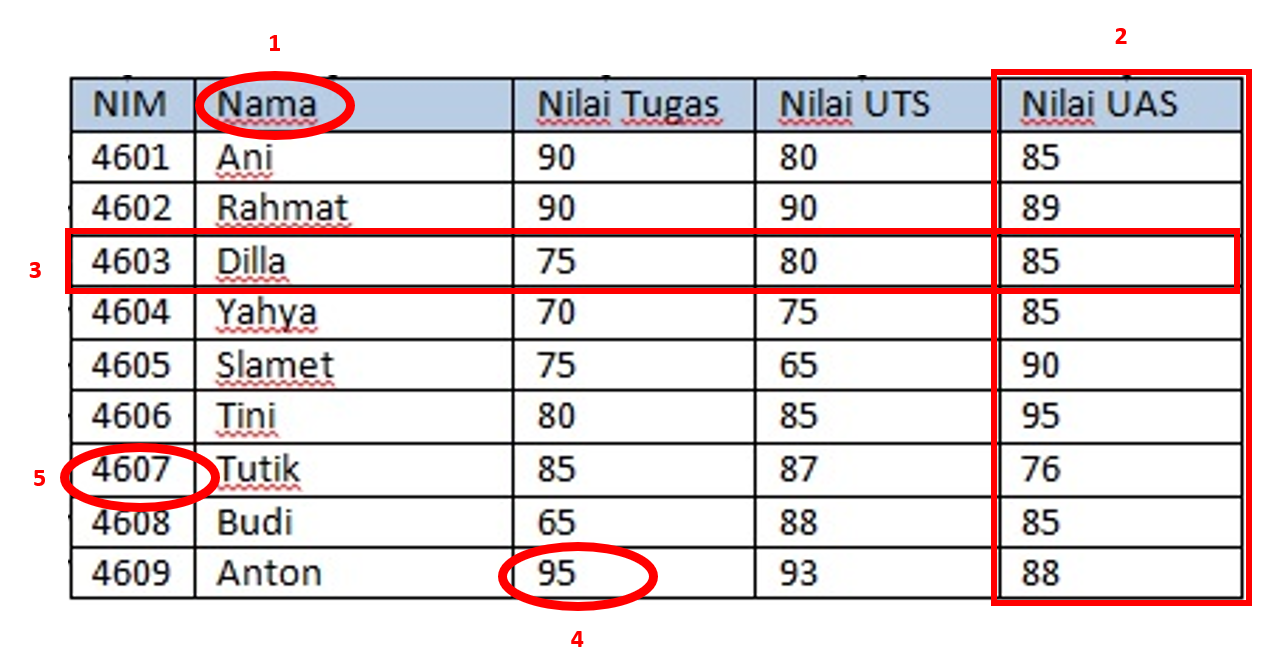 1
2
NIM Nama Nilai Tugas Nilai UTS Nilai UAS
4601 Ani 90 80 85
4602 Rahmat 90 90 89
3 4603 Dilla 75 80 85
4604 Yahya 70 75 85
4605 Slamet 75 65 90
4606 Tini 80 85 95
5 4607 Tutik 85 87 76
4608 Budi 65 88 85
4609 Anton 95 93 88
4